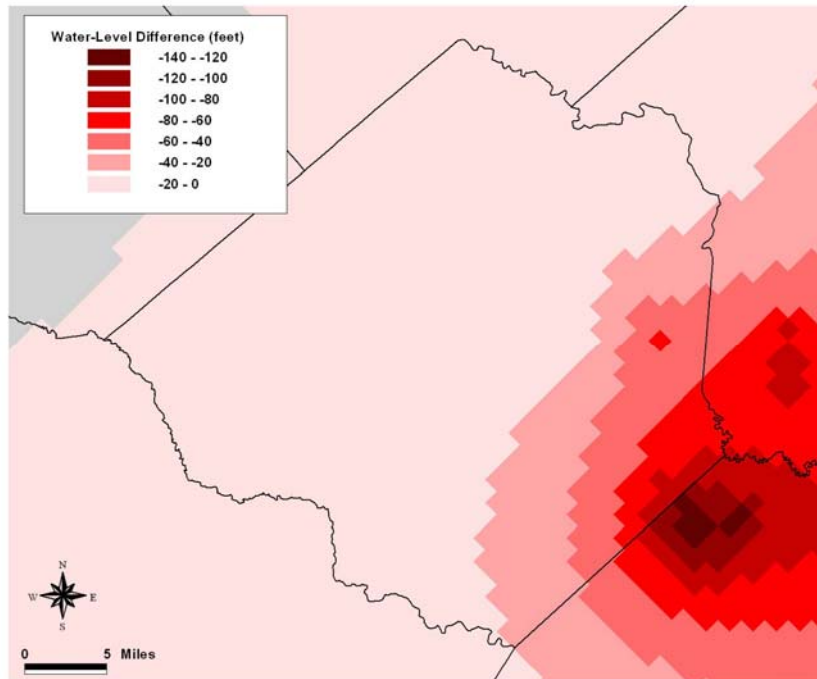 Water-Level Difference (feet)
-140 - -120
-120 - -100
-100 - -80
-80 - -60
-60 - -40
-40 - -20
-20 - 0
N
W E
S
0 5 Miles